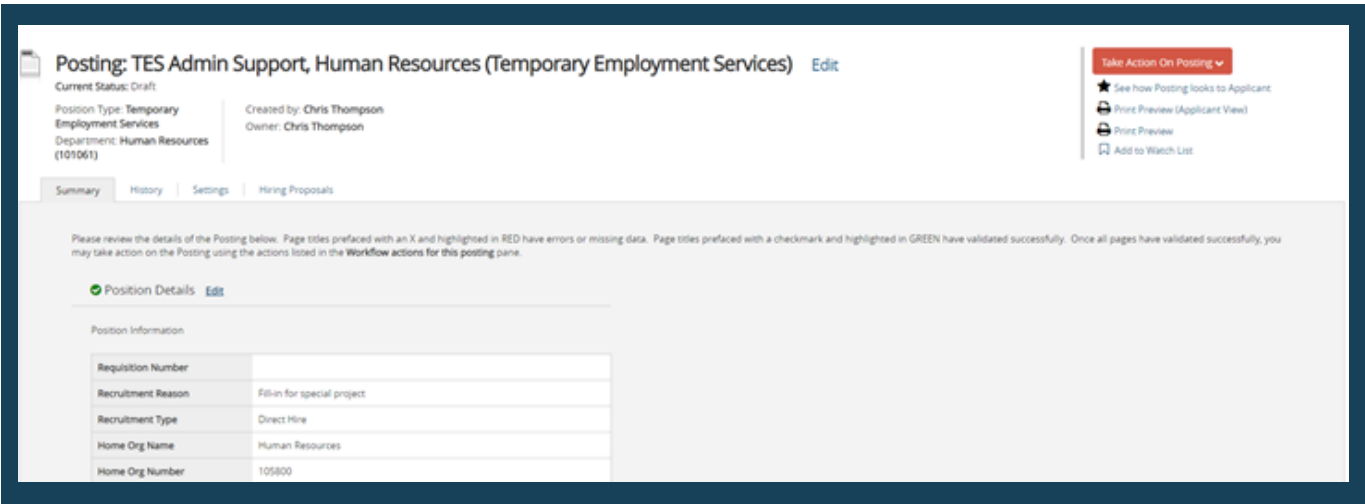 Posting: TES Admin Support, Human Resources (Temporary Employment Services) Edit
Current Status: Draft
Position Type: Temporary
Employment Services
Department: Human Resources
(101061)
Created by: Chris Thompson
Owner: Chris Thompson
Take Action On Posting
See how Posting looks to Applicant
Print Preview (Applicant View)
Print Preview
Add to Watch List
Summary History Settings Hiring Proposals
Please review the details of the Posting below. Page titles prefaced with an X and highlighted in RED have errors or missing data. Page titles prefaced with a checkmark and highlighted in GREEN have validated successfully. Once all pages have validated successfully, you
may take action on the Posting using the actions listed in the Workflow actions for this posting pane.
Position Details Edit
Position Information
Requisition Number
Recruitment Reason Fill-in for special project
Recruitment Type Direct Hire
Home Org Name Human Resources
Home Org Number 105800